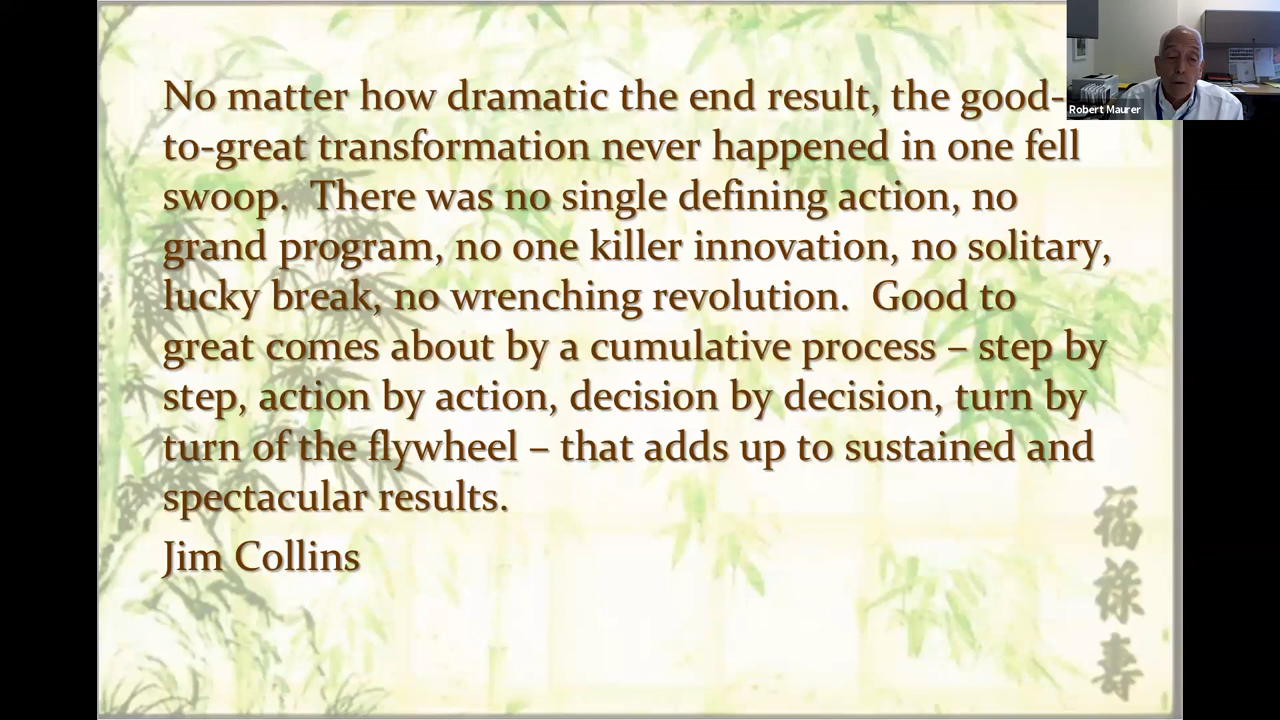 No matter how dramatic the end result, the good-
to-great transformation never happened in one fell
swoop.  There was no single defining action, no
grand program, no one killer innovation, no solitary,
lucky break, no wrenching revolution.  Good to
great comes about by a cumulative process – step by
step, action by action, decision by decision, turn by
turn of the flywheel – that adds up to sustained and
spectacular results.
Jim Collins
Robert Maurer
福
禄
寿